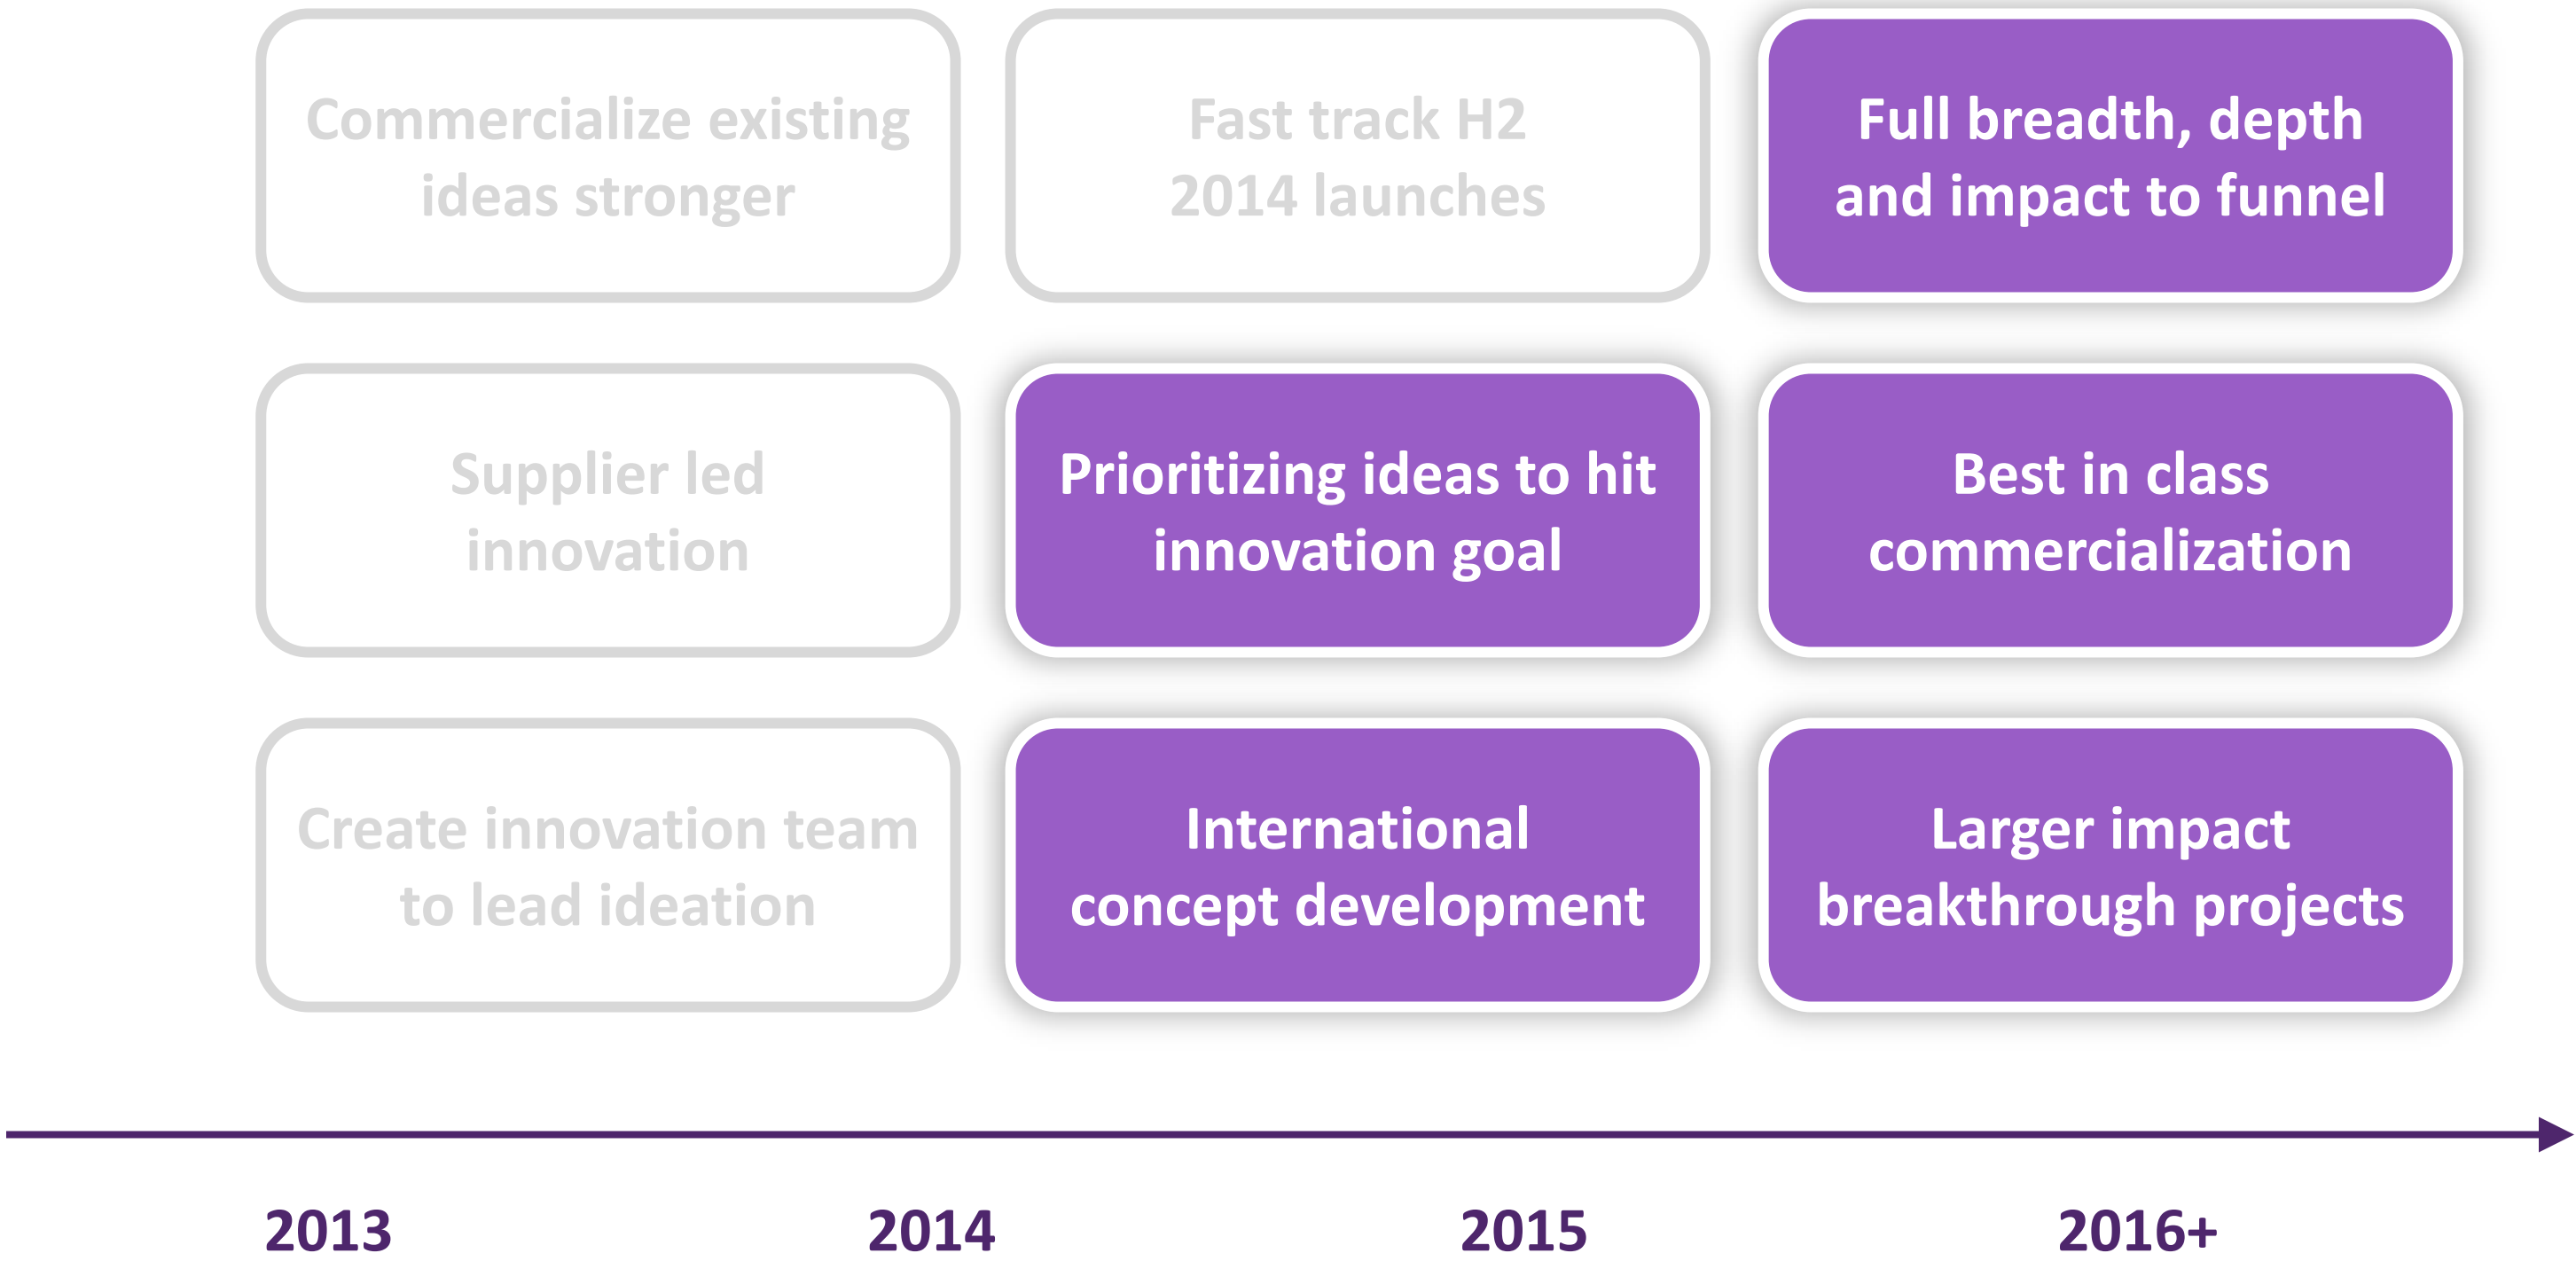 Commercialize existing
ideas stronger
Fast track H2
2014 launches
Full breadth, depth
and impact to funnel
Supplier led
innovation
Prioritizing ideas to hit
innovation goal
Best in class
commercialization
Create innovation team
to lead ideation
International
concept development
Larger impact
breakthrough projects
2013
2014
2015
2016+